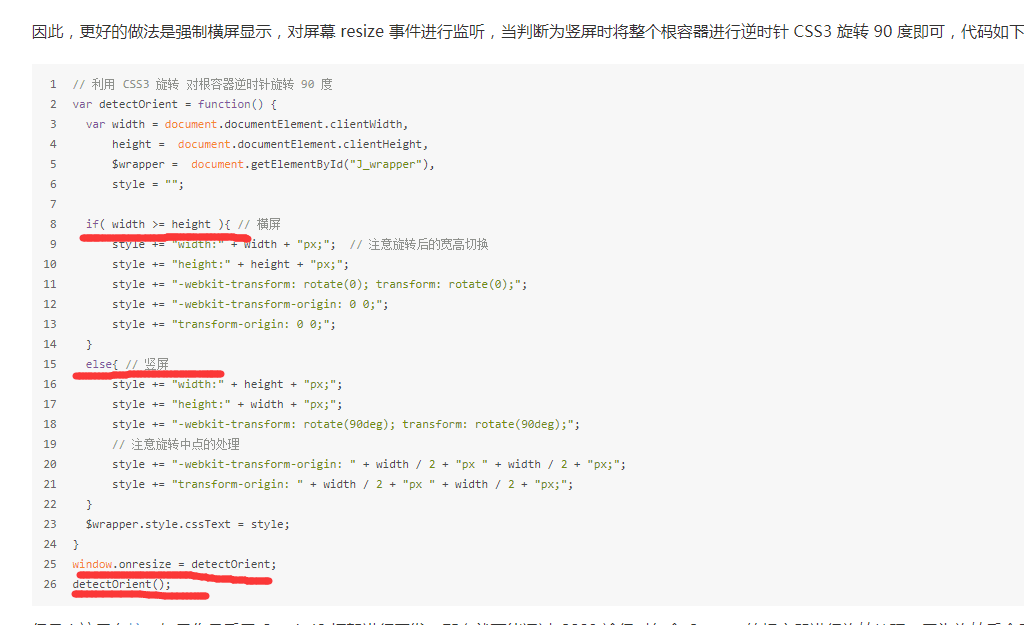 因此，更好的做法是强制横屏显示，对屏幕 resize 事件进行监听，当判断为竖屏时将整个根容器进行逆时针 CSS3 旋转 90 度即可，代码如下
1 // 利用 CSS3 旋转 对根容器逆时针旋转 90 度
2 var detectOrient = function() {
3 var width = document.documentElement.clientWidth,
4 height =  document.documentElement.clientHeight,
5 $wrapper =  document.getElementById("J_wrapper"),
6 style = "";
7
8 if( width >= height ){ // 横屏
9 style += "width:" + width + "px;";  // 注意旋转后的宽高切换
10 style += "height:" + height + "px;";
11 style += "-webkit-transform: rotate(0); transform: rotate(0);";
12 style += "-webkit-transform-origin: 0 0;";
13 style += "transform-origin: 0 0;";
14 }
15 else{ // 竖屏
16 style += "width:" + height + "px;";
17 style += "height:" + width + "px;";
18 style += "-webkit-transform: rotate(90deg); transform: rotate(90deg);";
19 // 注意旋转中点的处理
20 style += "-webkit-transform-origin: " + width / 2 + "px " + width / 2 + "px;";
21 style += "transform-origin: " + width / 2 + "px " + width / 2 + "px;";
22 }
23 $wrapper.style.cssText = style;
24 }
25 window.onresize = detectOrient;
26 detectOrient();